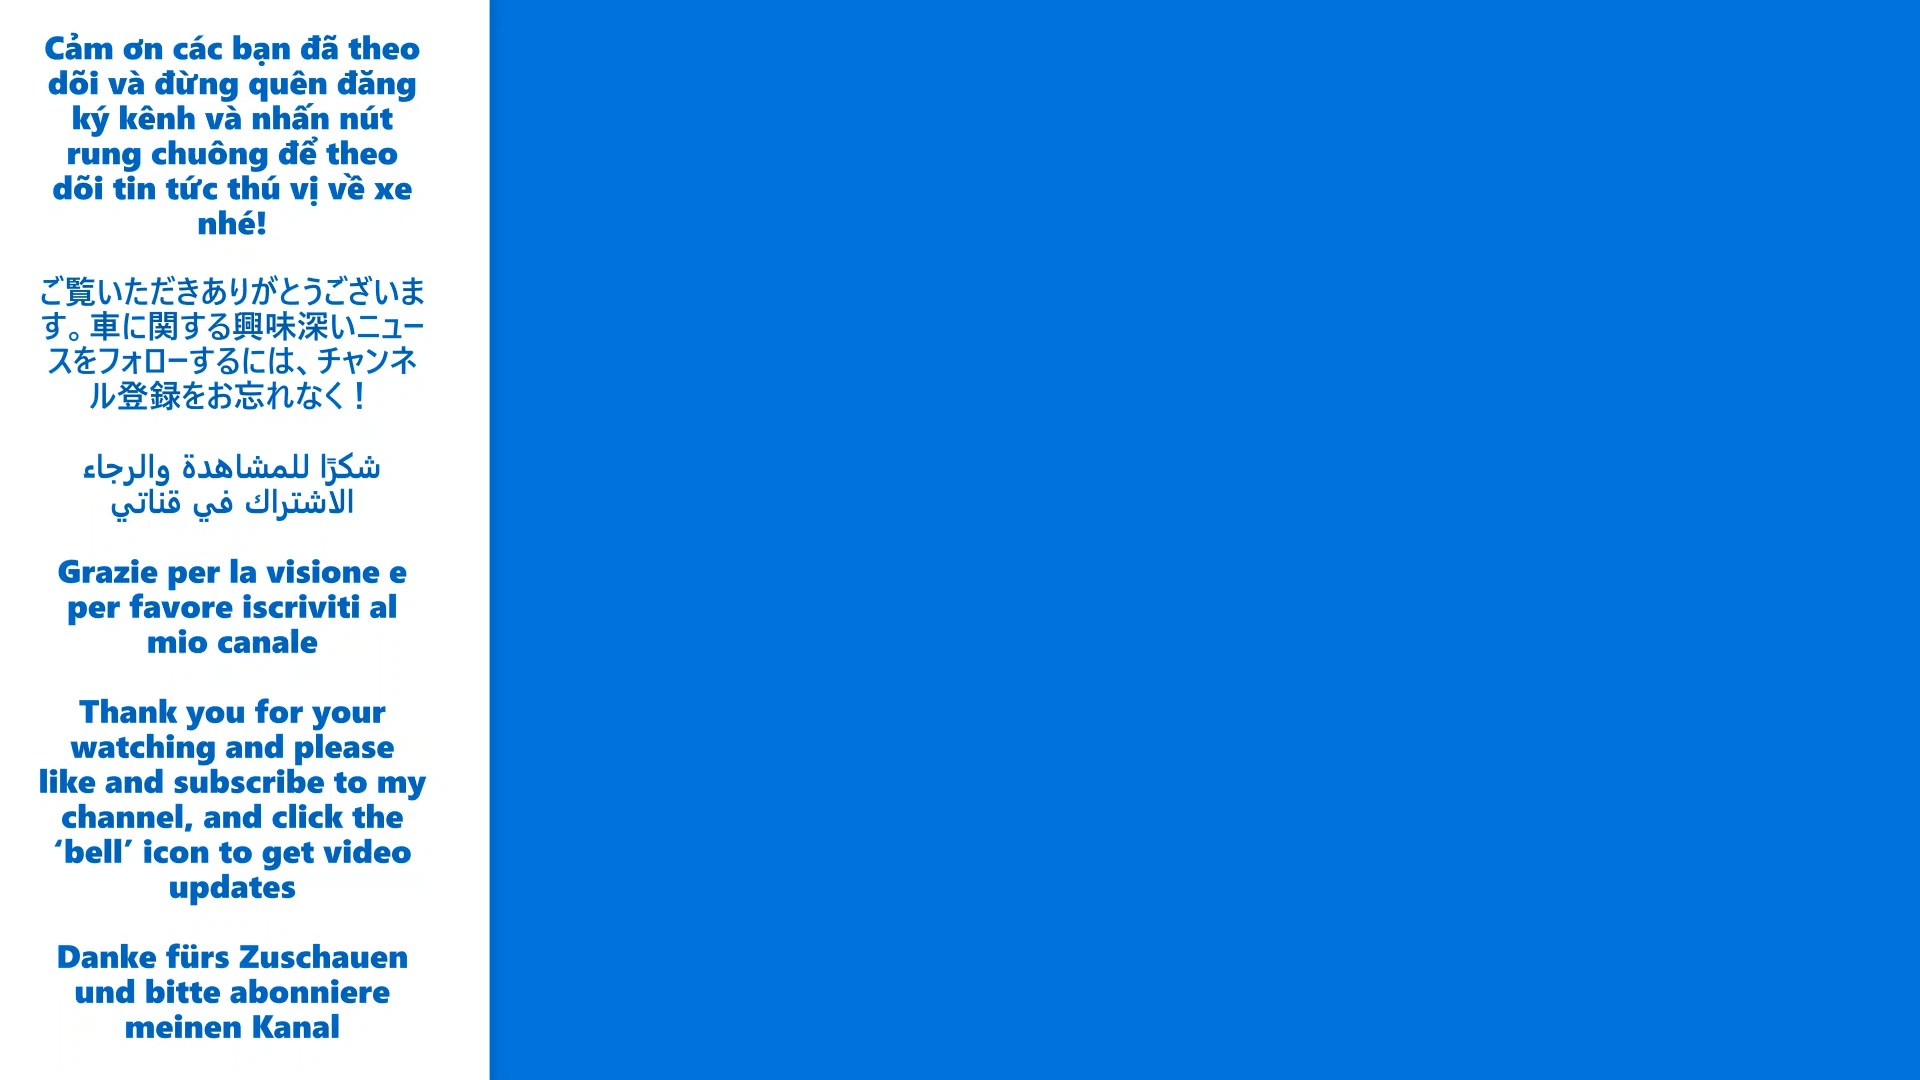 Cảm ơn các bạn đã theo
dõi và đừng quên đăng
ký kênh và nhấn nút
rung chuông để theo
dõi tin tức thú vị về xe
nhé!
ご覧いただきありがとうございま
す。車に関する興味深いニュー
スをフォローするには、チャンネ
ル登録をお忘れなく！
شكرًا للمشاهدة والرجاء
الاشتراك في قناتي
Grazie per la visione e
per favore iscriviti al
mio canale
Thank you for your
watching and please
like and subscribe to my
channel, and click the
‘bell’ icon to get video
updates
Danke fürs Zuschauen
und bitte abonniere
meinen Kanal